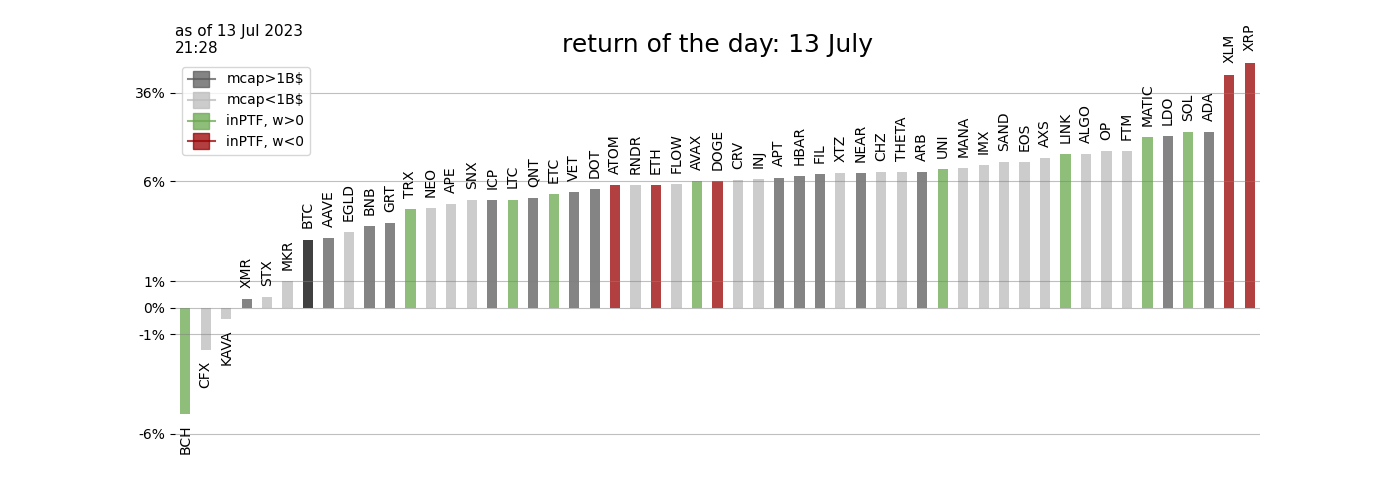 as of 13 Jul 2023
21:28
return of the day: 13 July
mcap>1B$
mcap<1B$
inPTF, w>0
inPTF, w<0
36%
6%
1%
0%
-1%
-6%
BCH
CFX
KAVA
XMR
STX
MKR
BTC
AAVE
EGLD
BNB
GRT
TRX
NEO
APE
SNX
ICP
LTC
QNT
ETC
VET
DOT
ATOM
RNDR
ETH
FLOW
AVAX
DOGE
CRV
INJ
APT
HBAR
FIL
XTZ
NEAR
CHZ
THETA
ARB
UNI
MANA
IMX
SAND
EOS
AXS
LINK
ALGO
OP
FTM
MATIC
LDO
SOL
ADA
XLM
XRP